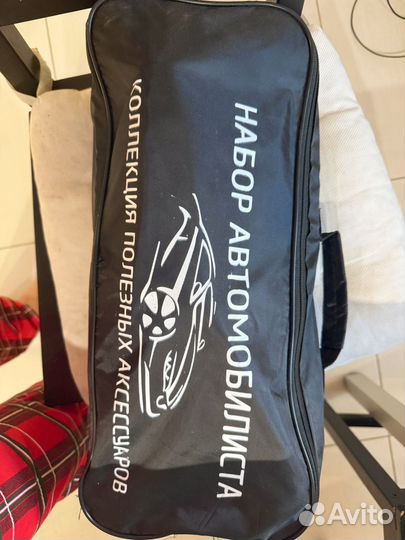 НАБОР АВТОМОБИЛИСТА
КОЛЛЕКЦИЯ ПОЛЕЗНЫХ АКСЕССУАРОВ
Avito